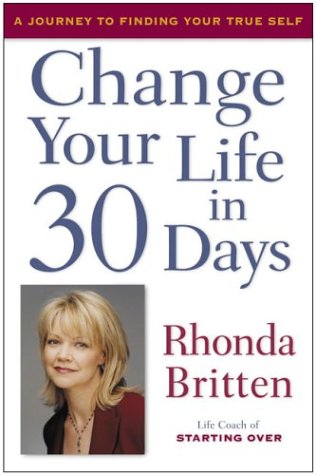 A JOURNEY TO FINDING YOUR TRUE SELF
Change
Your Life
30 in
Days
Rhonda
Britten
Life Coach of
STARTING OVER